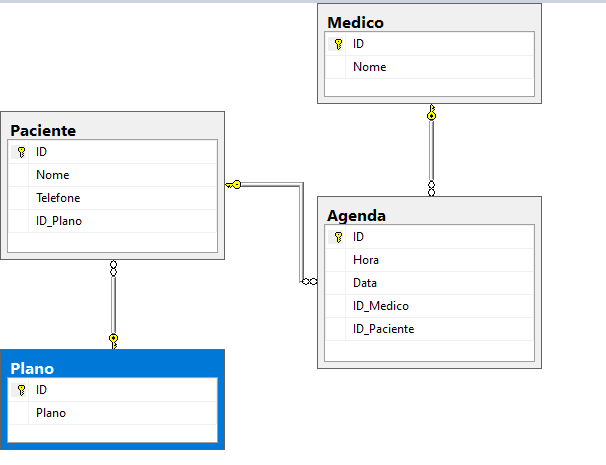 Medico
ID
Nome
Paciente
ID
Nome
Telefone
ID_Plano
Agenda
ID
Hora
Data
ID_Medico
ID_Paciente
Plano
ID
Plano